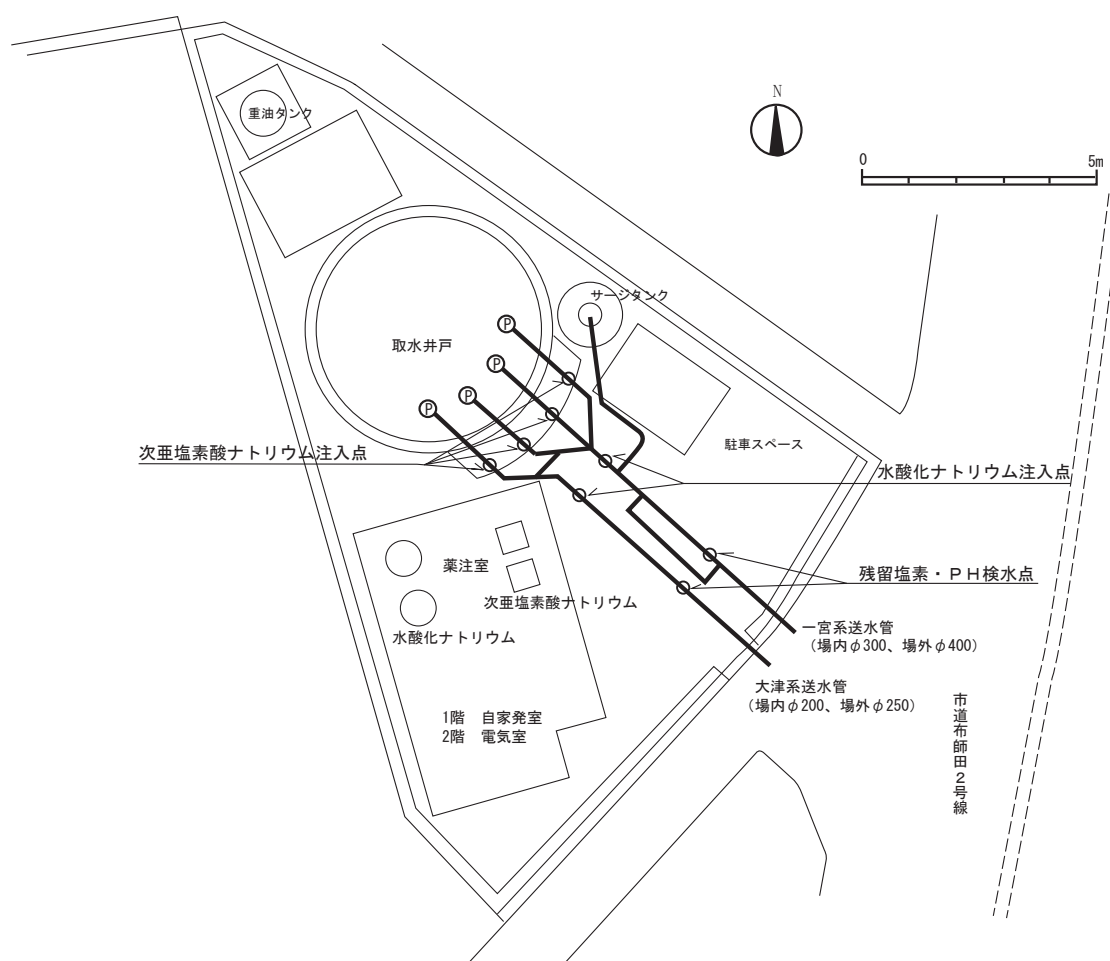 N
0 5m
重油タンク
サージタンク
P
取水井戸
P
P
P
駐車スペース
次亜塩素酸ナトリウム注入点
水酸化ナトリウム注入点
薬注室
残留塩素・ＰＨ検水点
次亜塩素酸ナトリウム
水酸化ナトリウム
一宮系送水管
（場内φ300、場外φ400）
大津系送水管
（場内φ200、場外φ250）
1階　自家発室
2階　電気室
市道布師田２号線